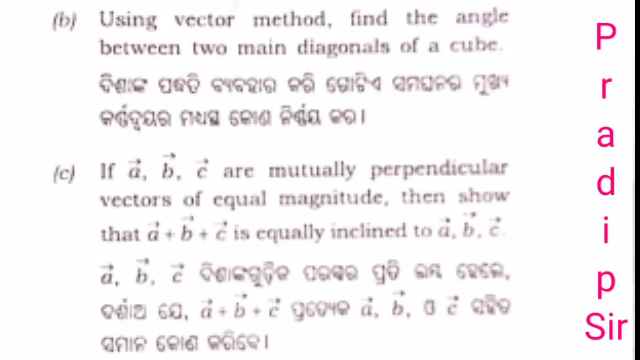 (b) Using vector method, find the angle
between two main diagonals of a cube.
ଦିଶାଙ୍କ ପଦ୍ଧତି ବ୍ୟବହାର କରି ଗୋଟିଏ ସମଘନର ମୁଖ୍ୟ
କର୍ଣ୍ଣଦ୍ୱୟର ମଧ୍ୟସ୍ଥ କୋଣ ନିର୍ଣ୍ଣୟ କର।
(c) If a⃗, b⃗, c⃗ are mutually perpendicular
vectors of equal magnitude, then show
that a⃗ + b⃗ + c⃗ is equally inclined to a⃗, b⃗, c⃗.
a⃗, b⃗, c⃗ ଦିଶାଙ୍କଗୁଡ଼ିକ ପରସ୍ପର ପ୍ରତି ଲମ୍ବ ହେଲେ,
ଦର୍ଶାଅ ଯେ, a⃗ + b⃗ + c⃗ ପ୍ରତ୍ୟେକ a⃗, b⃗, ଓ c⃗ ସହିତ
ସମାନ କୋଣ କରିବେ।
P
r
a
d
i
p
Sir